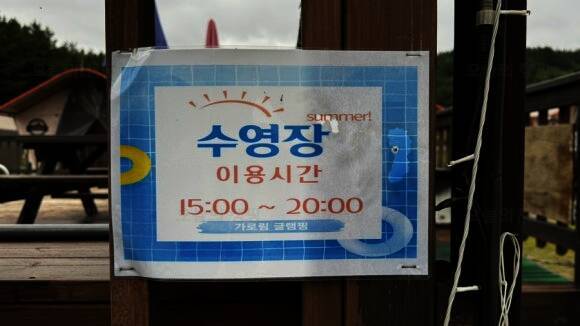 summer!
수영장
이용시간
15:00 ~ 20:00
가로림 글램핑